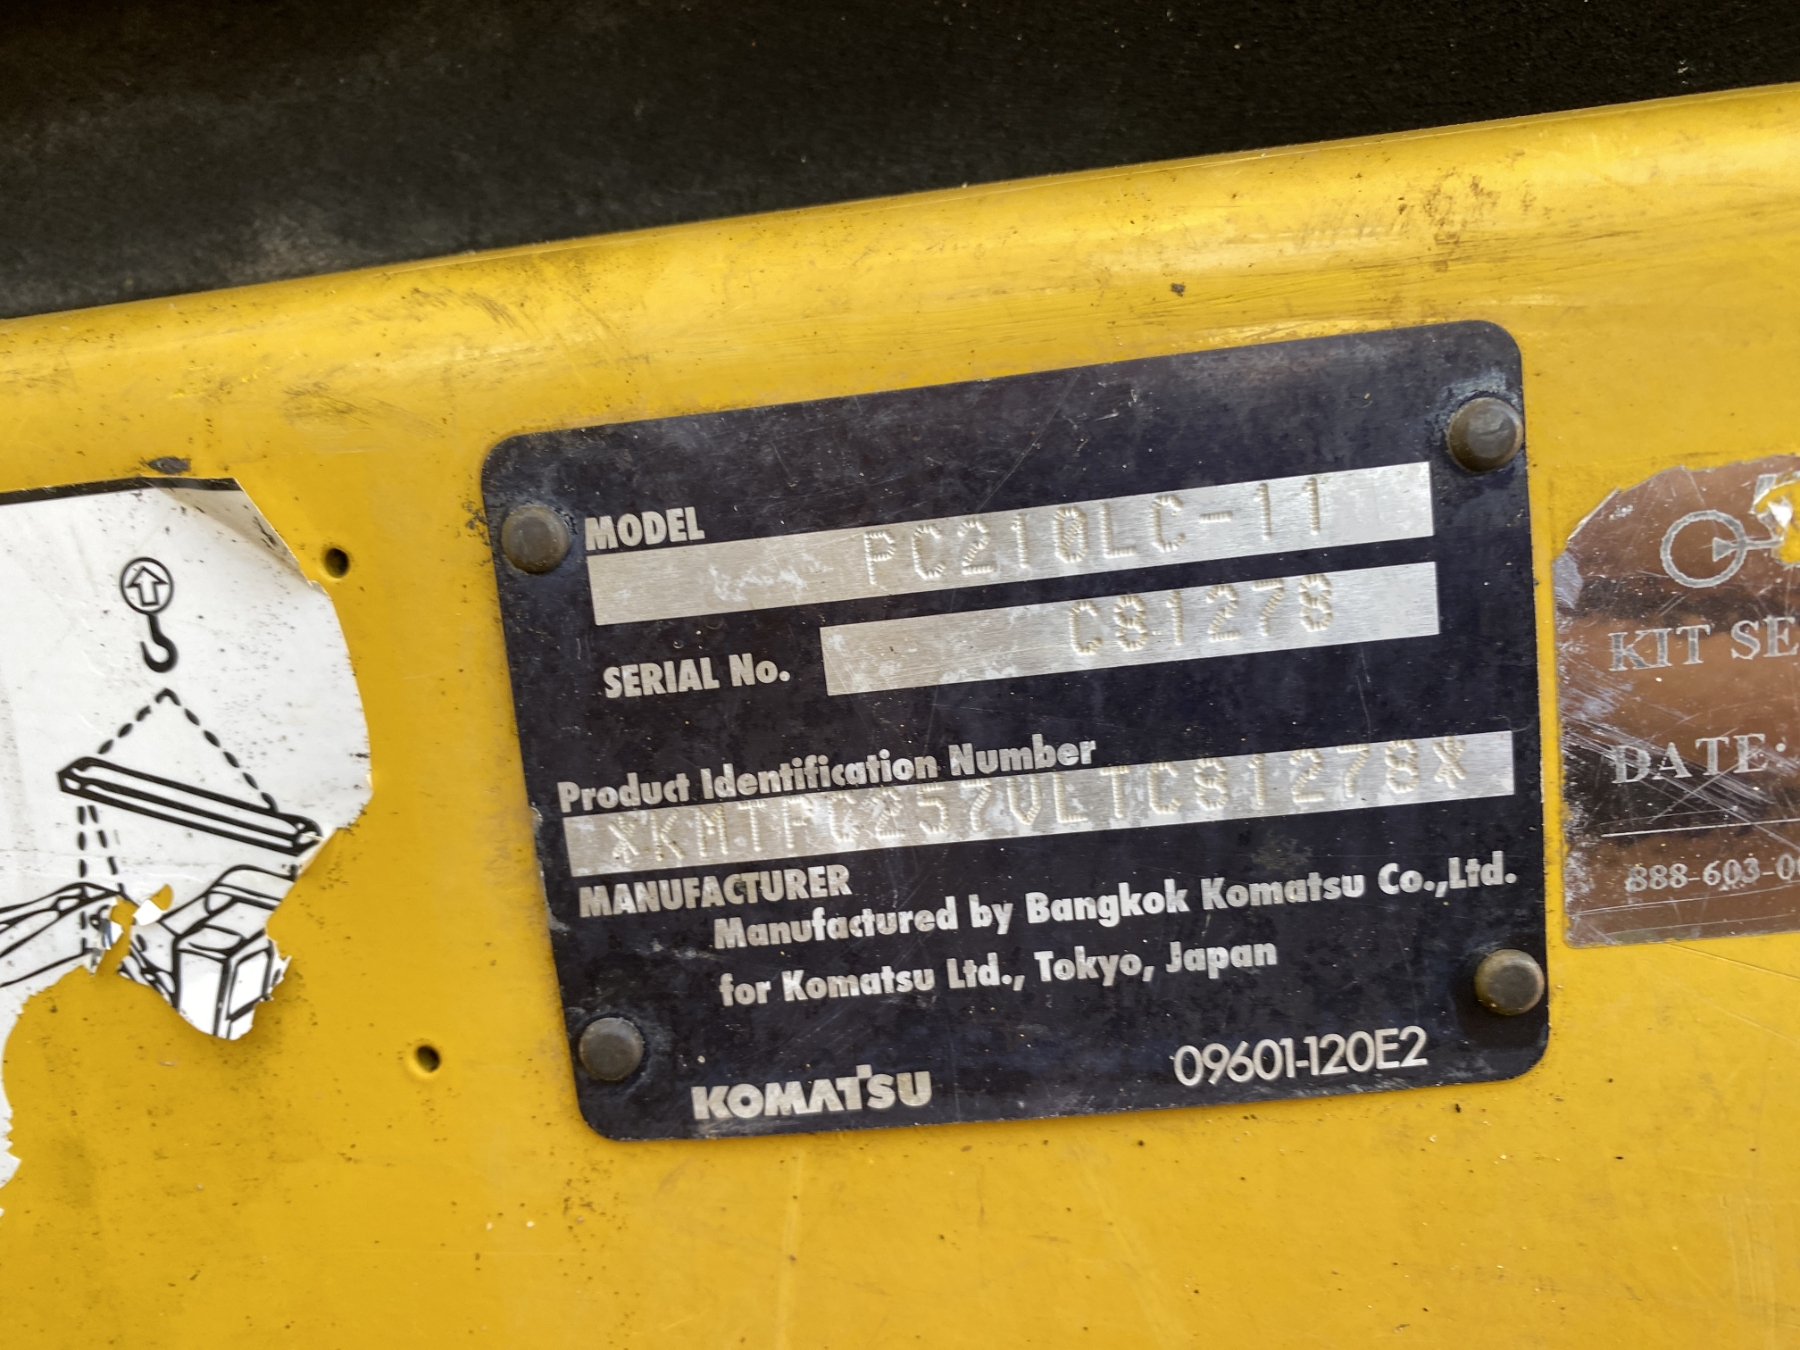 MODEL
PC210LC-11
SERIAL No.
C81278
Product Identification Number
*KMTPC257VLTC81278*
MANUFACTURER
Manufactured by Bangkok Komatsu Co.,Ltd.
for Komatsu Ltd., Tokyo, Japan
KOMATSU
09601-120E2
KIT SE
DATE
888-603-0